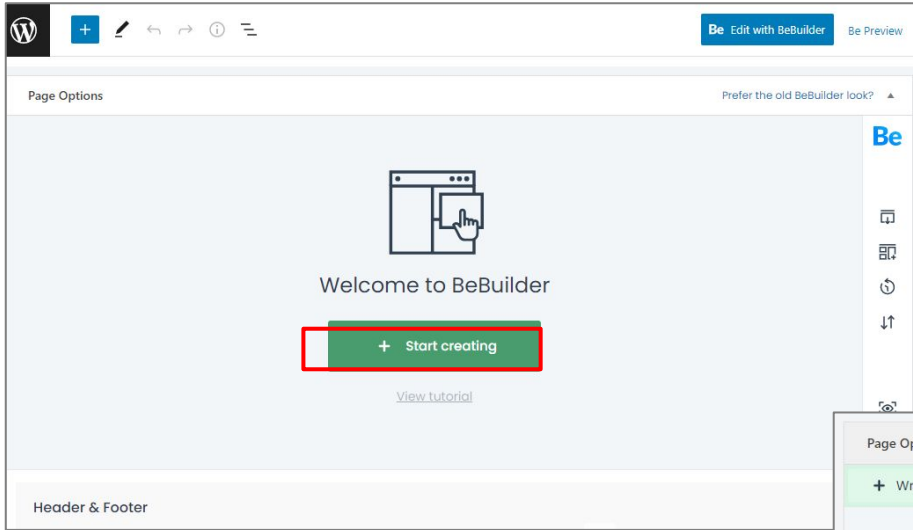 Be Edit with BeBuilder
Be Preview
Page Options
Prefer the old BeBuilder look?
Be
Welcome to BeBuilder
+ Start creating
View tutorial
Page Op
+ Wr
Header & Footer